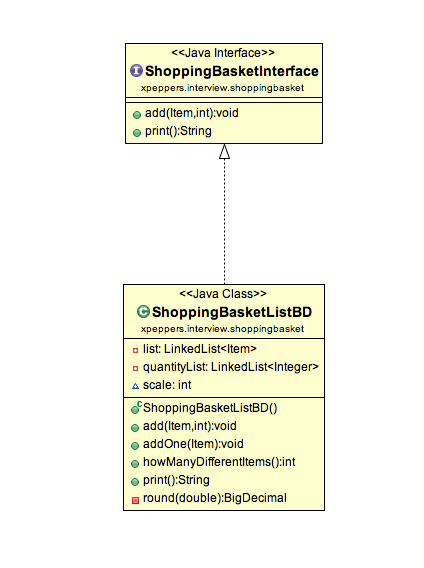 <<Java Interface>>
I ShoppingBasketInterface
xpeppers.interview.shoppingbasket
add(Item,int):void
print():String
<<Java Class>>
C ShoppingBasketListBD
xpeppers.interview.shoppingbasket
list: LinkedList<Item>
quantityList: LinkedList<Integer>
scale: int
C ShoppingBasketListBD()
add(Item,int):void
addOne(Item):void
howManyDifferentItems():int
print():String
round(double):BigDecimal